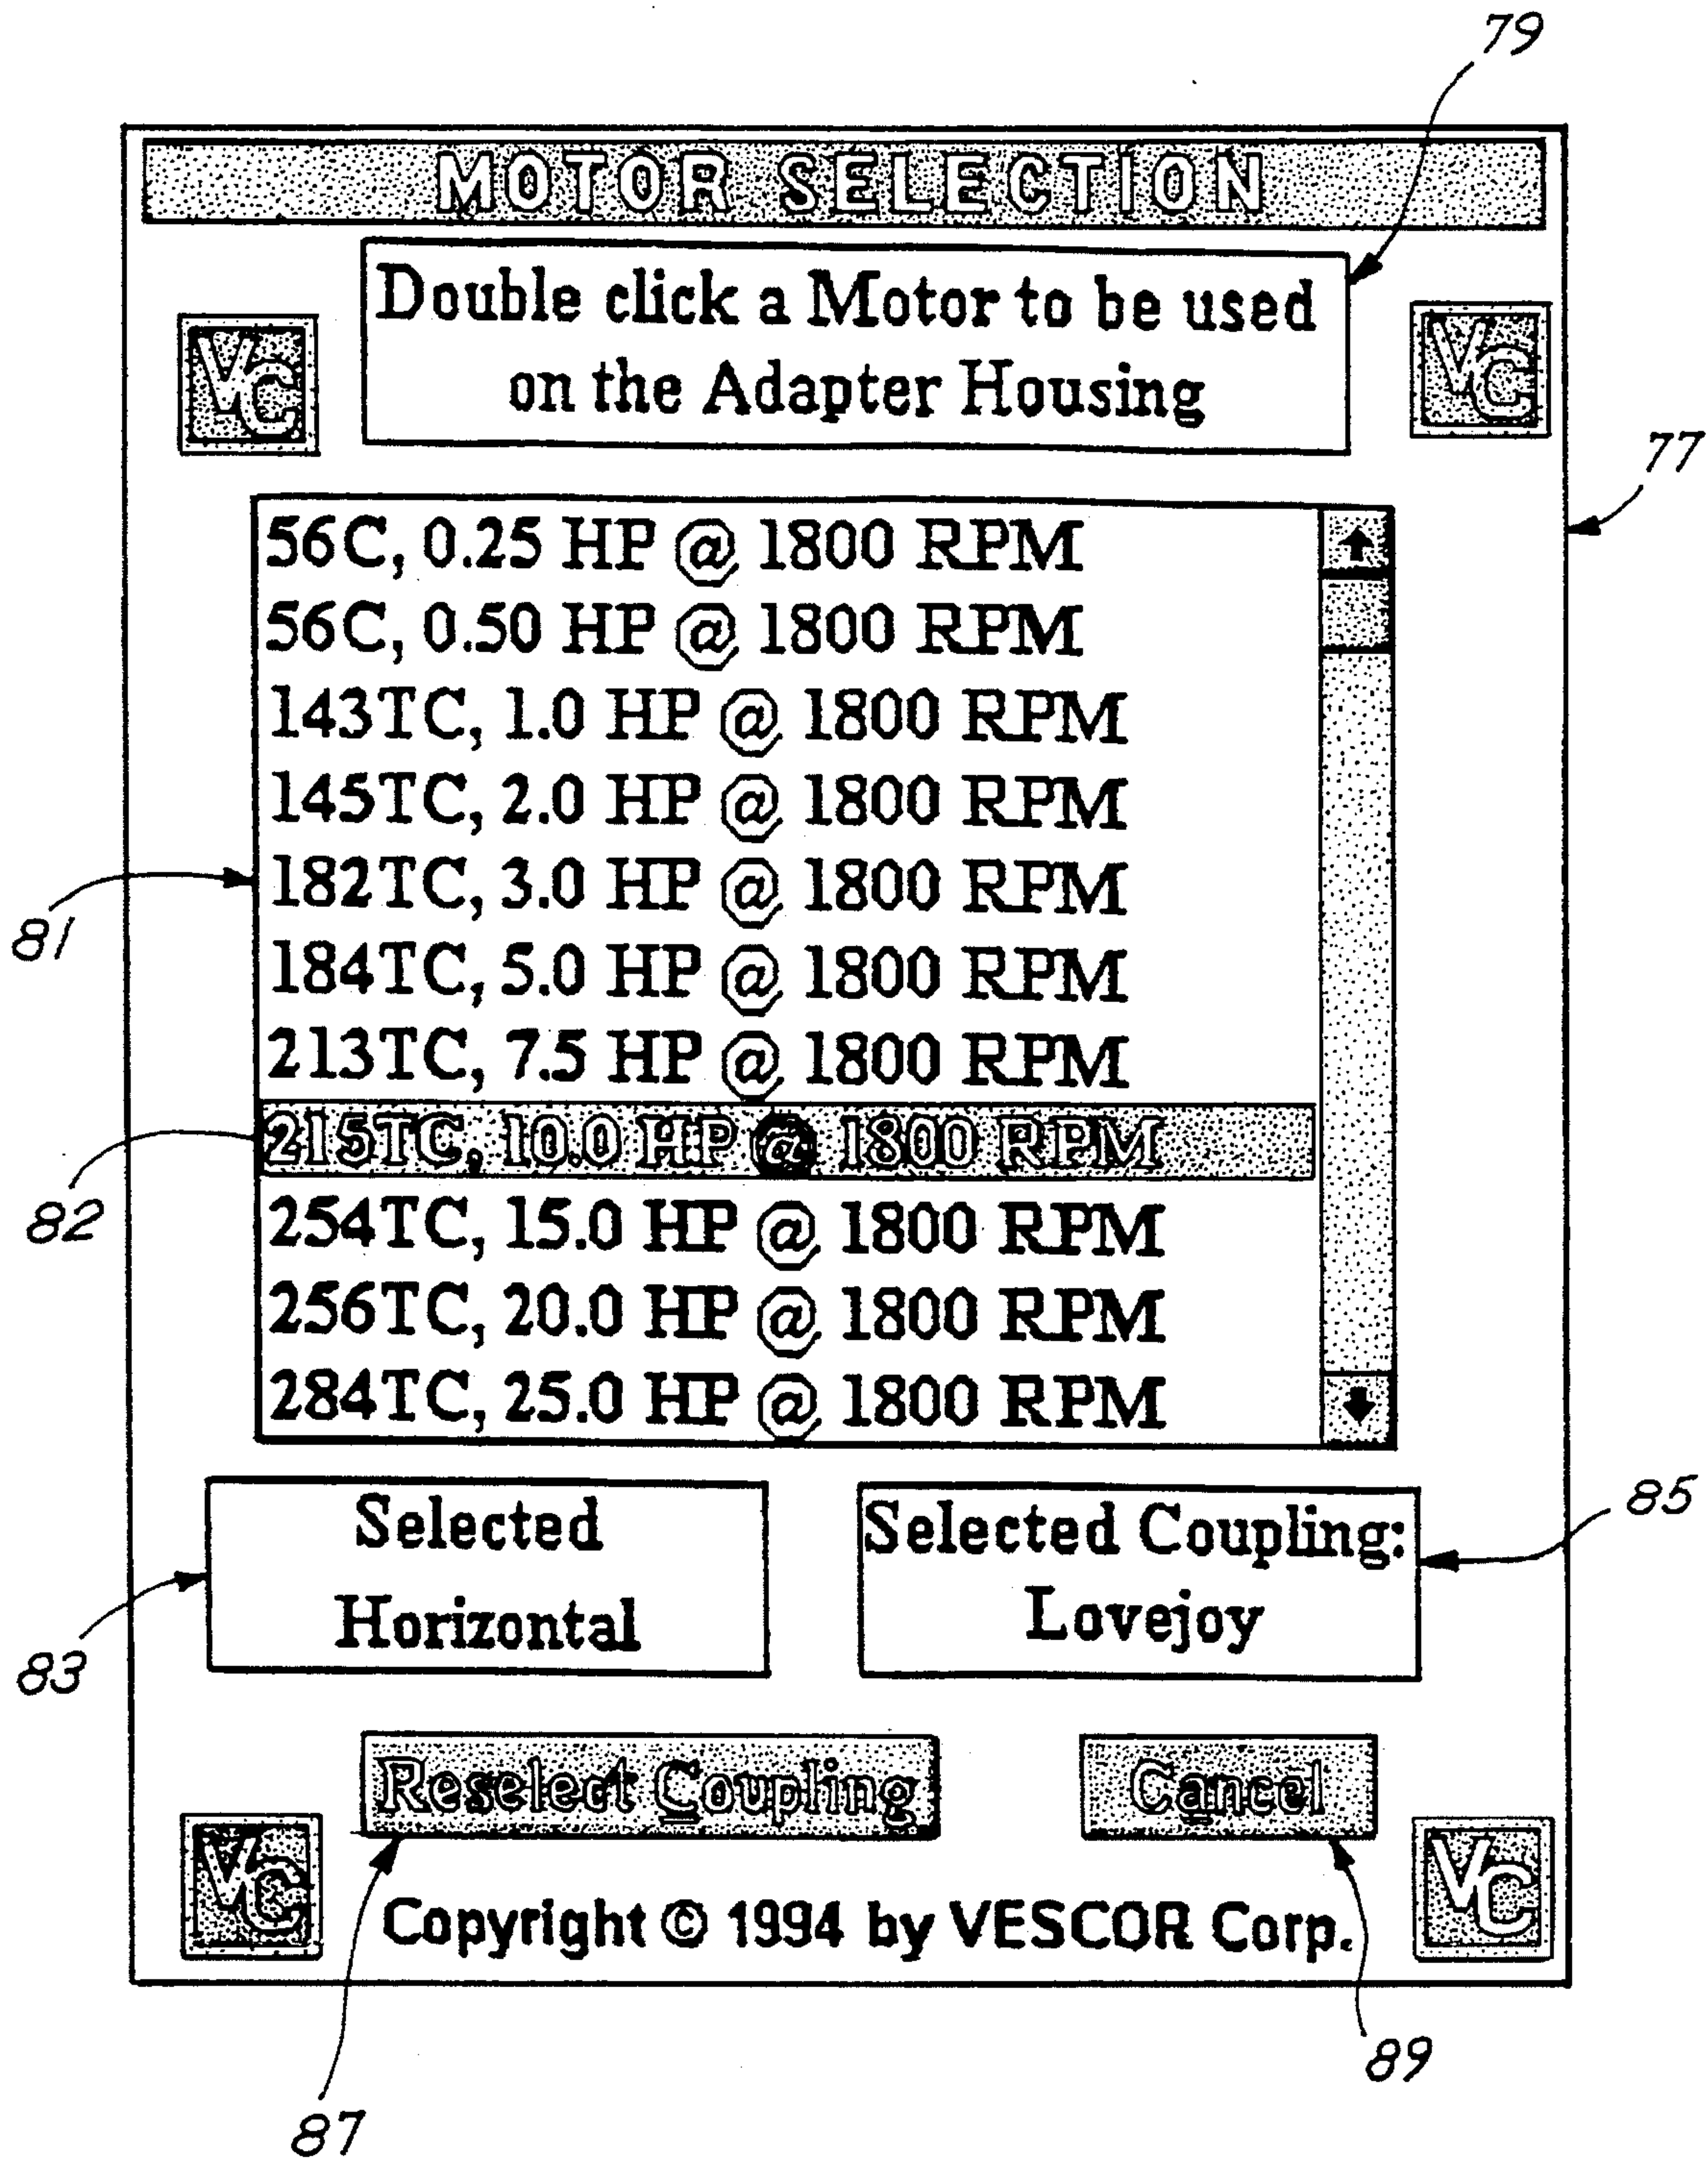 79
MOTOR SELECTION
Double click a Motor to be used
on the Adapter Housing
VC
VC
77
56C, 0.25 HP @ 1800 RPM
56C, 0.50 HP @ 1800 RPM
143TC, 1.0 HP @ 1800 RPM
145TC, 2.0 HP @ 1800 RPM
182TC, 3.0 HP @ 1800 RPM
81
184TC, 5.0 HP @ 1800 RPM
213TC, 7.5 HP @ 1800 RPM
215TC, 10.0 HP @ 1800 RPM
82
254TC, 15.0 HP @ 1800 RPM
256TC, 20.0 HP @ 1800 RPM
284TC, 25.0 HP @ 1800 RPM
Selected
Horizontal
83
Selected Coupling:
Lovejoy
85
Reselect Coupling
Cancel
VC
VC
Copyright © 1994 by VESCOR Corp.
87
89